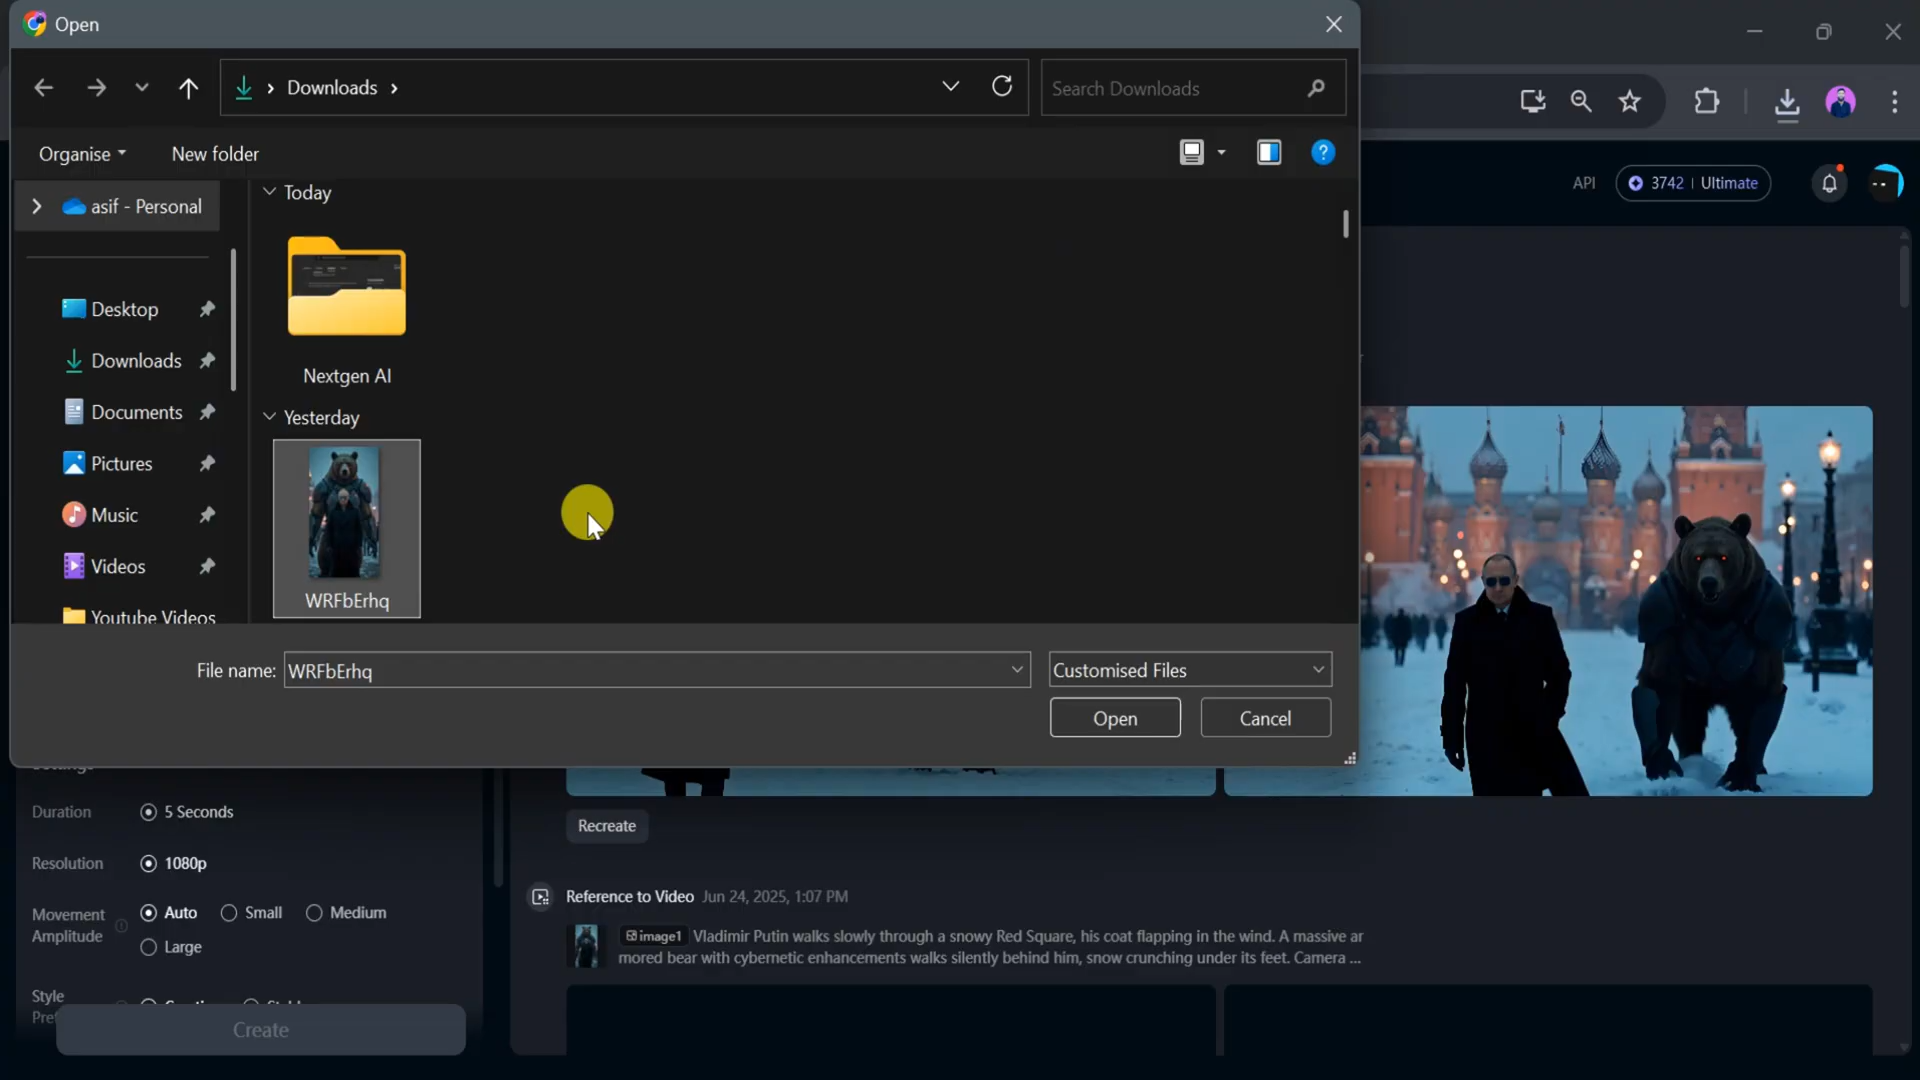 Open
Downloads
Search Downloads
Organise
New folder
API
3742 | Ultimate
asif - Personal
Today
Desktop
Downloads
Documents
Pictures
Music
Videos
Youtube Videos
Nextgen AI
Yesterday
WRFbErhq
File name:
WRFbErhq
Customised Files
Open
Cancel
Duration
5 Seconds
Resolution
1080p
Movement
Amplitude
Auto
Small
Medium
Large
Style
Create
Recreate
Reference to Video Jun 24, 2025, 1:07 PM
image1 Vladimir Putin walks slowly through a snowy Red Square, his coat flapping in the wind. A massive ar
mored bear with cybernetic enhancements walks silently behind him, snow crunching under its feet. Camera ...